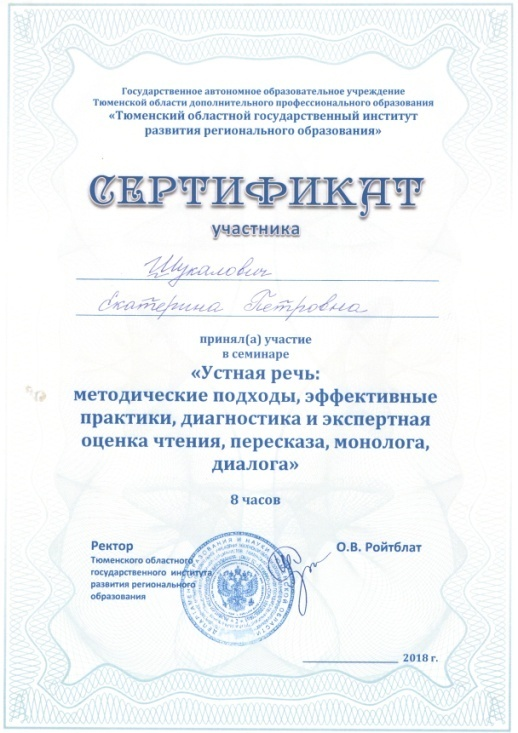 Государственное автономное образовательное учреждение
Тюменской области дополнительного профессионального образования
«Тюменский областной государственный институт
развития регионального образования»
СЕРТИФИКАТ
участника
Шукалович
Екатерина Петровна
принял(а) участие
в семинаре
«Устная речь:
методические подходы, эффективные
практики, диагностика и экспертная
оценка чтения, пересказа, монолога,
диалога»
8 часов
Ректор
Тюменского областного
государственного института
развития регионального
образования
О.В. Ройтблат
2018 г.